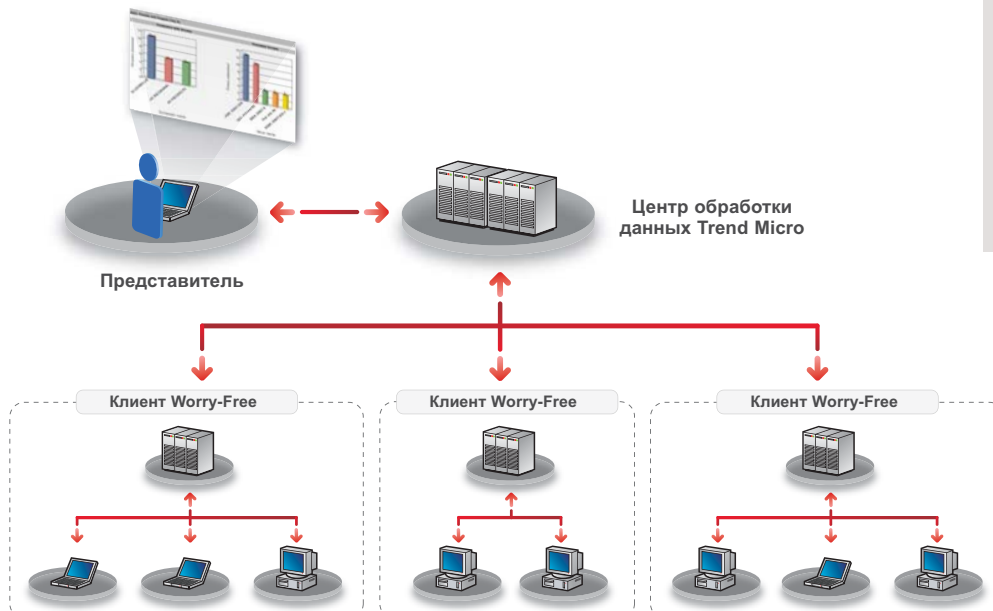 Центр обработки
данных Trend Micro
Представитель
Клиент Worry-Free
Клиент Worry-Free
Клиент Worry-Free